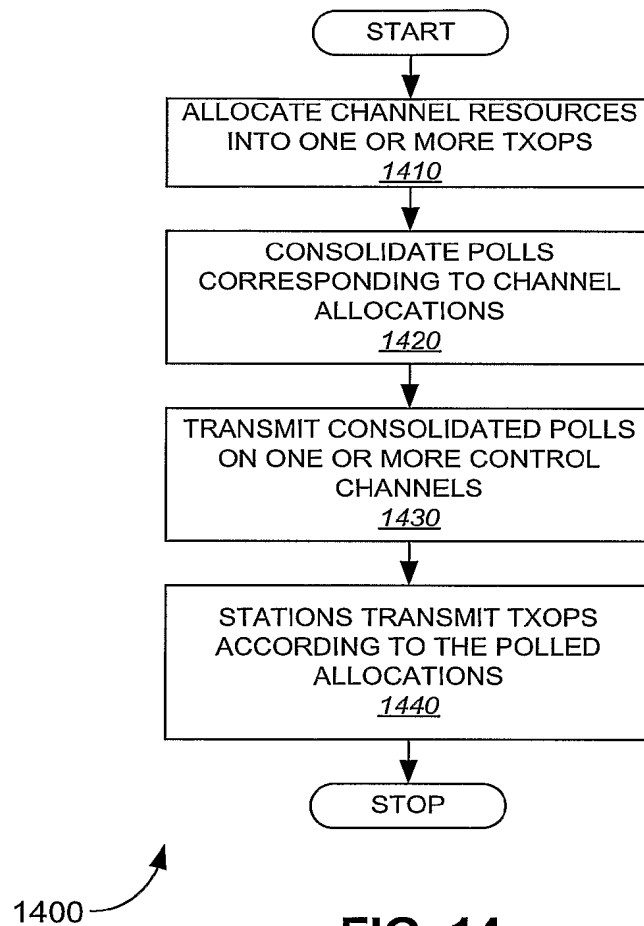 START
ALLOCATE CHANNEL RESOURCES
INTO ONE OR MORE TXOPS
1410
CONSOLIDATE POLLS
CORRESPONDING TO CHANNEL
ALLOCATIONS
1420
TRANSMIT CONSOLIDATED POLLS
ON ONE OR MORE CONTROL
CHANNELS
1430
STATIONS TRANSMIT TXOPS
ACCORDING TO THE POLLED
ALLOCATIONS
1440
STOP
1400
FIG. 14